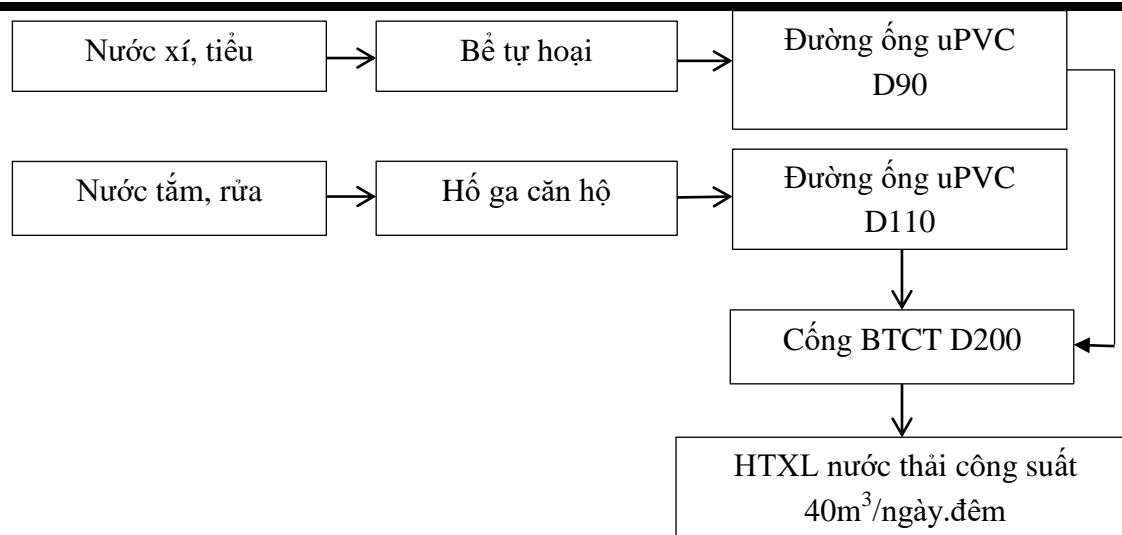 Nước xí, tiểu
Bể tự hoại
Đường ống uPVC
D90
Nước tắm, rửa
Hố ga căn hộ
Đường ống uPVC
D110
Cống BTCT D200
HTXL nước thải công suất
40m³/ngày.đêm